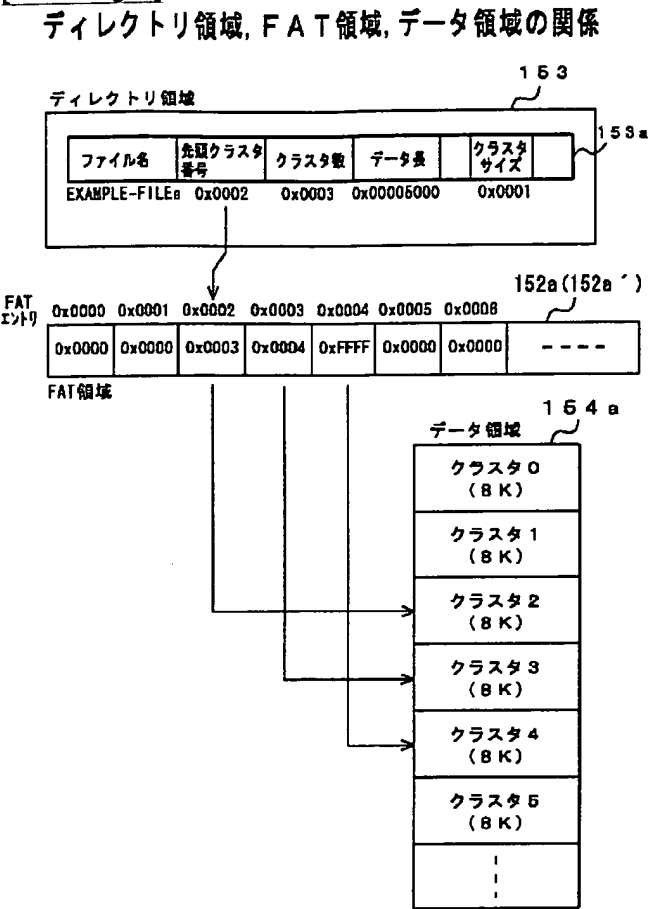 ディレクトリ領域, FAT領域, データ領域の関係
153
ディレクトリ領域
153a
ファイル名 先頭クラスタ番号 クラスタ数 データ長 クラスタサイズ
EXAMPLE-FILEa 0x0002 0x0003 0x00005000 0x0001
152a(152a´)
FATエントリ 0x0000 0x0001 0x0002 0x0003 0x0004 0x0005 0x0006
0x0000 0x0000 0x0003 0x0004 0xFFFF 0x0000 0x0000
FAT領域
154a
データ領域
クラスタ0
(8K)
クラスタ1
(8K)
クラスタ2
(8K)
クラスタ3
(8K)
クラスタ4
(8K)
クラスタ5
(8K)